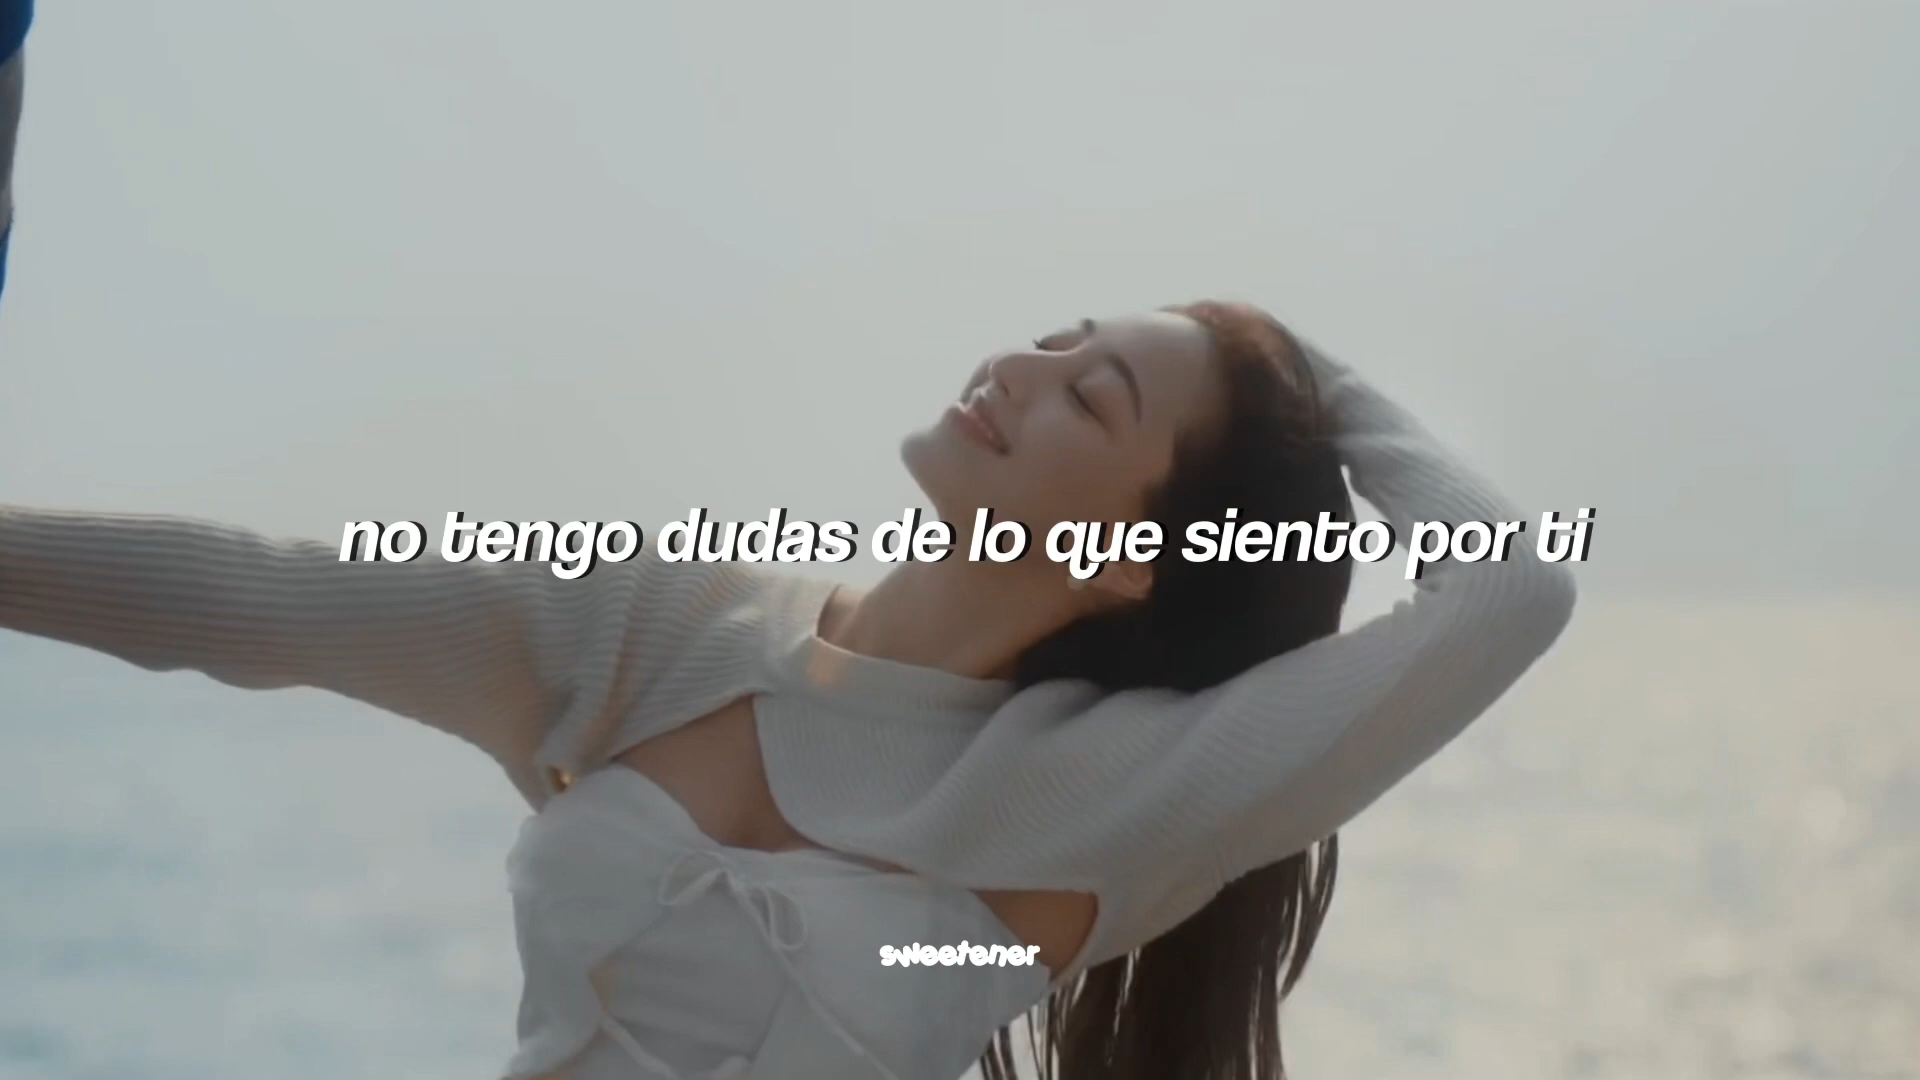 no tengo dudas de lo que siento por ti
sweetener